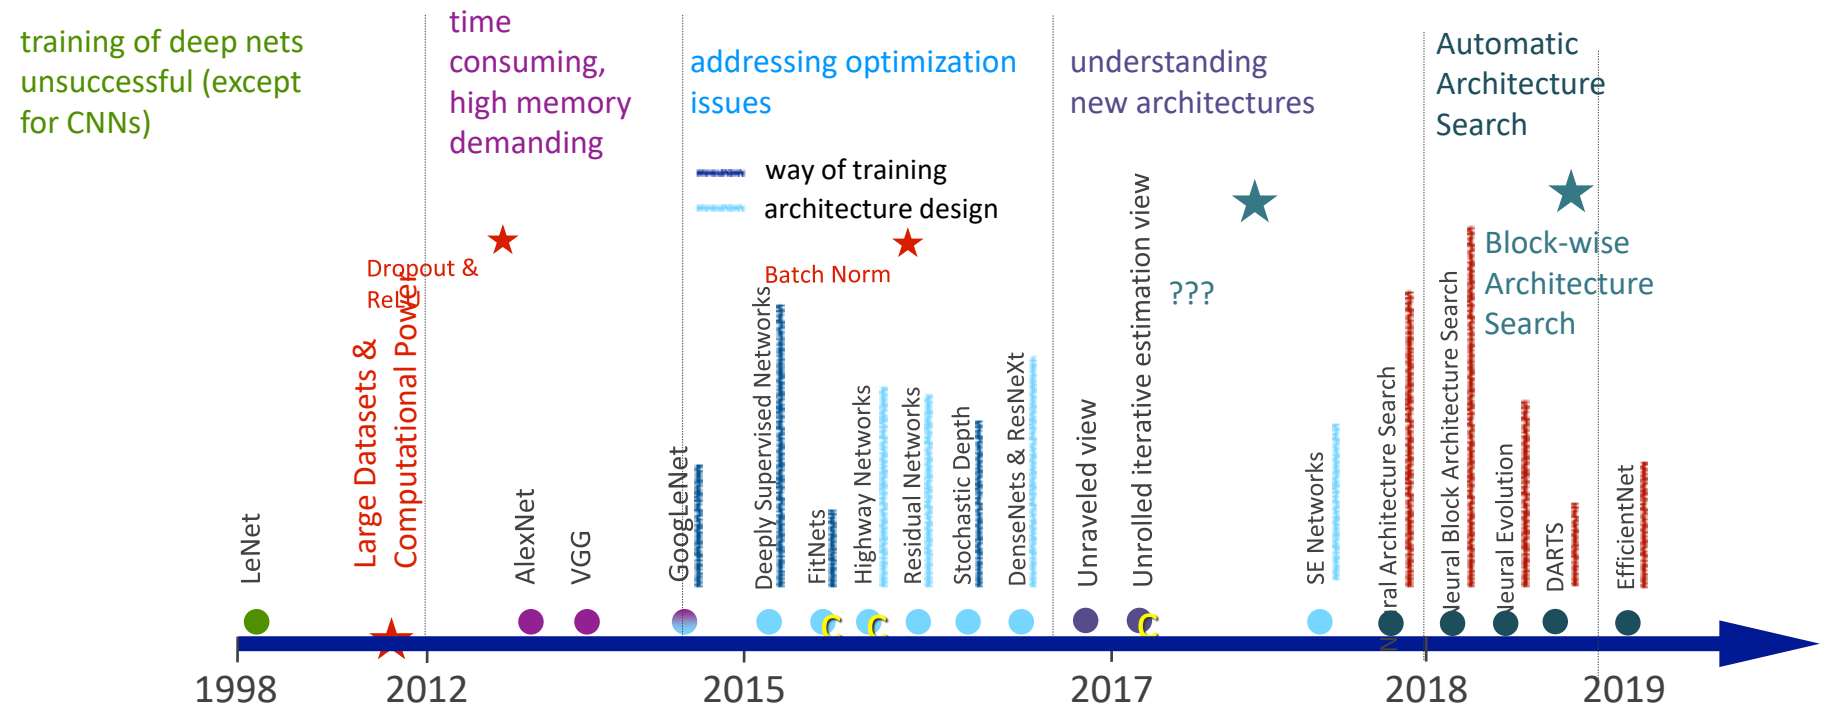 training of deep nets
unsuccessful (except
for CNNs)
time
consuming,
high memory
demanding
addressing optimization
issues
understanding
new architectures
Automatic
Architecture
Search
way of training
architecture design
Dropout &
ReLU
Batch Norm
???
Block-wise
Architecture
Search
LeNet
Large Datasets &
Computational Power
AlexNet
VGG
GoogLeNet
Deeply Supervised Networks
FitNets
Highway Networks
Residual Networks
Stochastic Depth
DenseNets & ResNeXt
Unraveled view
Unrolled iterative estimation view
SE Networks
Neural Architecture Search
Neural Block Architecture Search
Neural Evolution
DARTS
EfficientNet
C
C
C
1998
2012
2015
2017
2018
2019